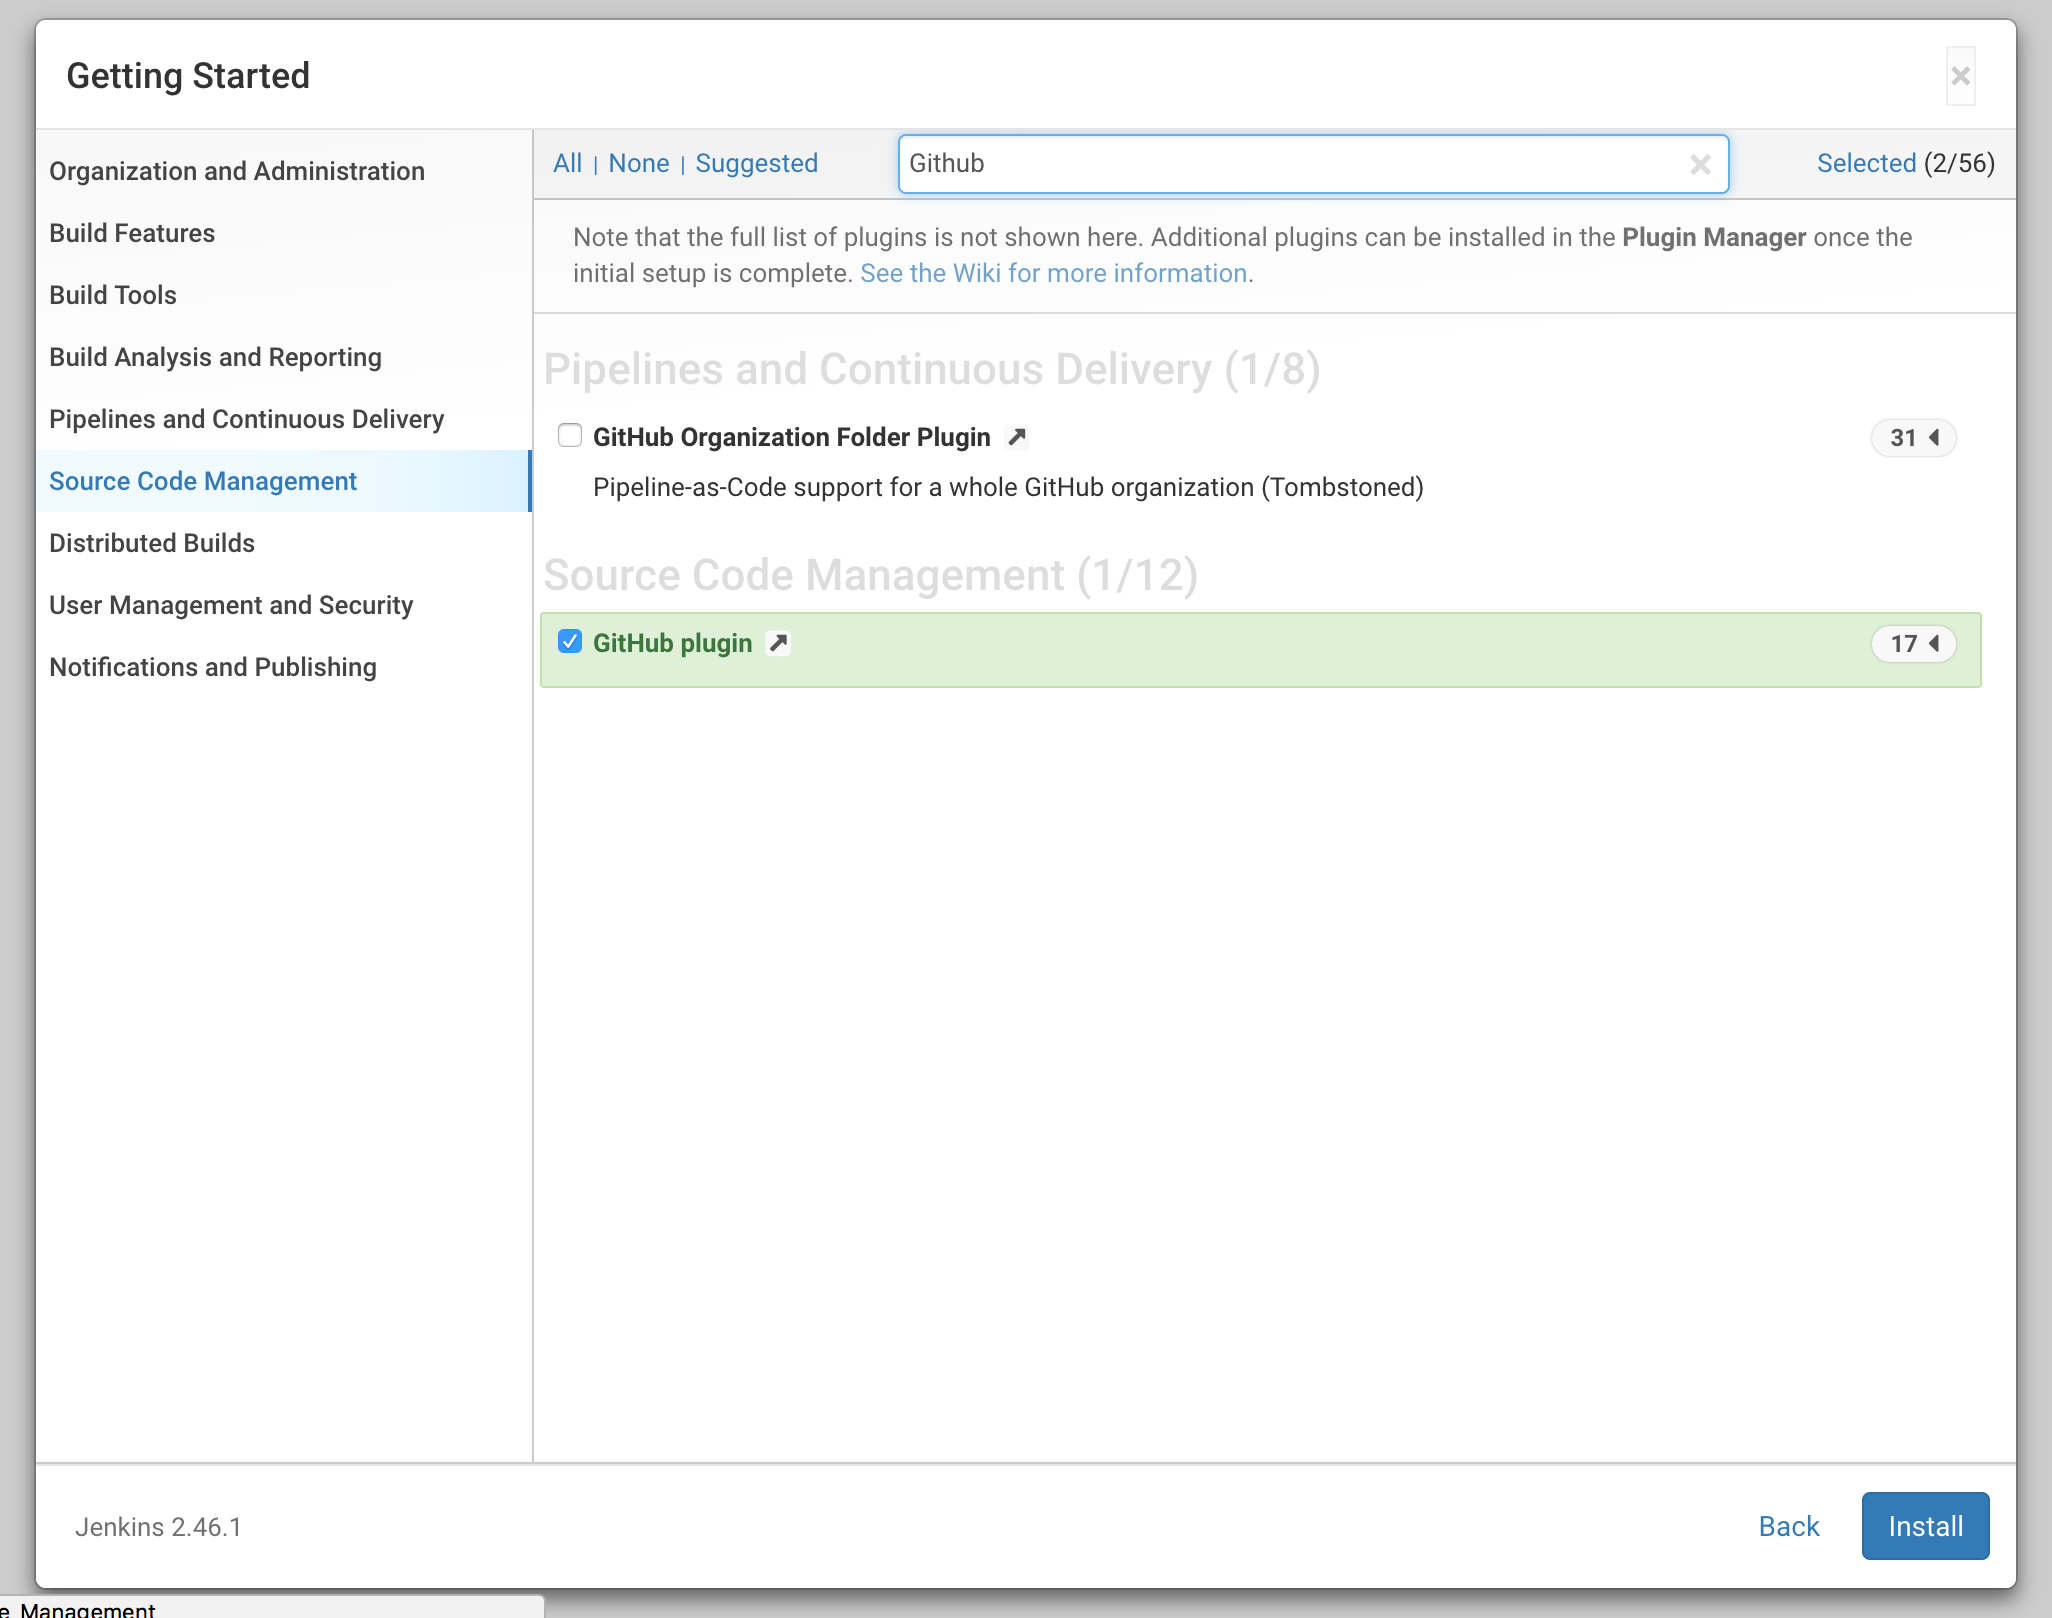 Getting Started
×
Organization and Administration
Build Features
Build Tools
Build Analysis and Reporting
Pipelines and Continuous Delivery
Source Code Management
Distributed Builds
User Management and Security
Notifications and Publishing
All | None | Suggested
Github ×
Selected (2/56)
Note that the full list of plugins is not shown here. Additional plugins can be installed in the Plugin Manager once the
initial setup is complete. See the Wiki for more information.
Pipelines and Continuous Delivery (1/8)
GitHub Organization Folder Plugin
31
Pipeline-as-Code support for a whole GitHub organization (Tombstoned)
Source Code Management (1/12)
GitHub plugin
17
Jenkins 2.46.1
Back
Install
e_Management